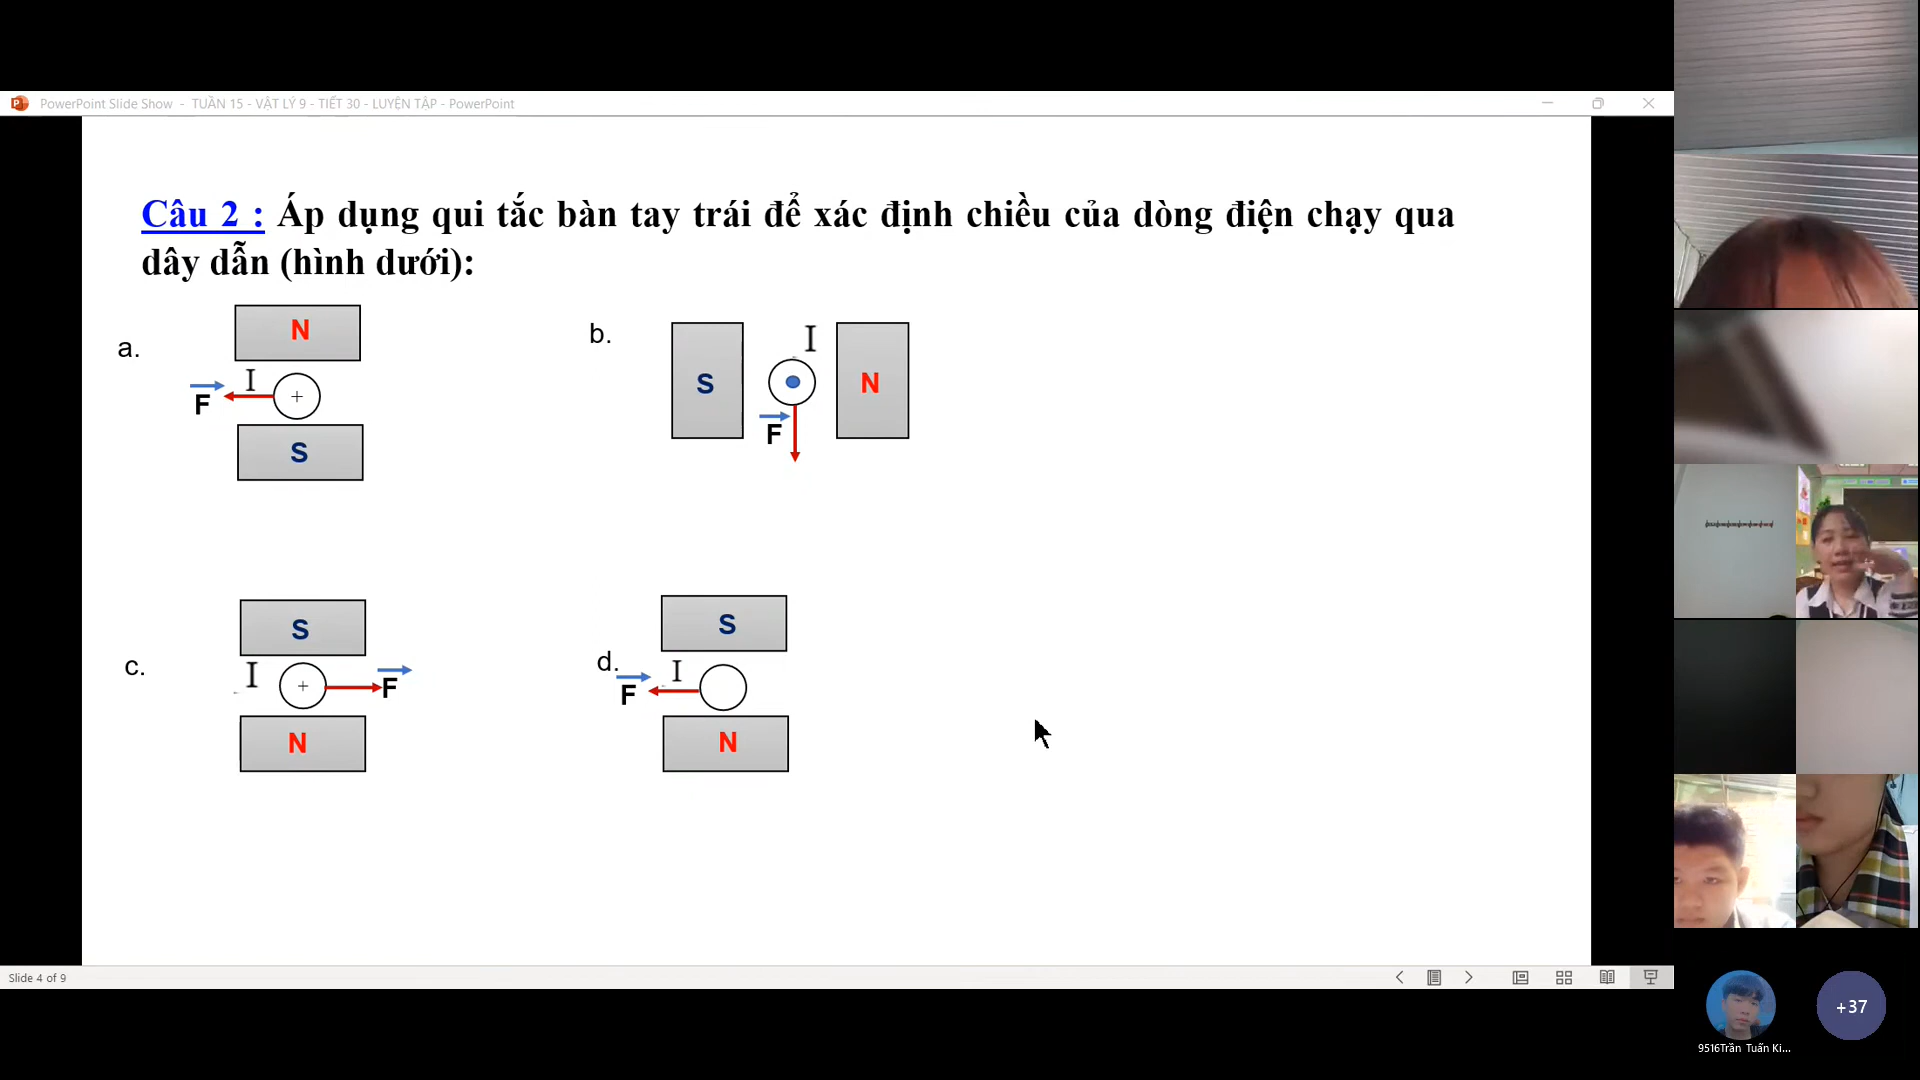 PowerPoint Slide Show - TUẦN 15 - VẬT LÝ 9 - TIẾT 30 - LUYỆN TẬP - PowerPoint
Câu 2 : Áp dụng qui tắc bàn tay trái để xác định chiều của dòng điện chạy qua
dây dẫn (hình dưới):
a.
N
I
F
+
S
b.
I
S
N
F
c.
S
I
+
F
N
d.
S
I
F
N
Slide 4 of 9
+37
9516Trần Tuấn Ki...